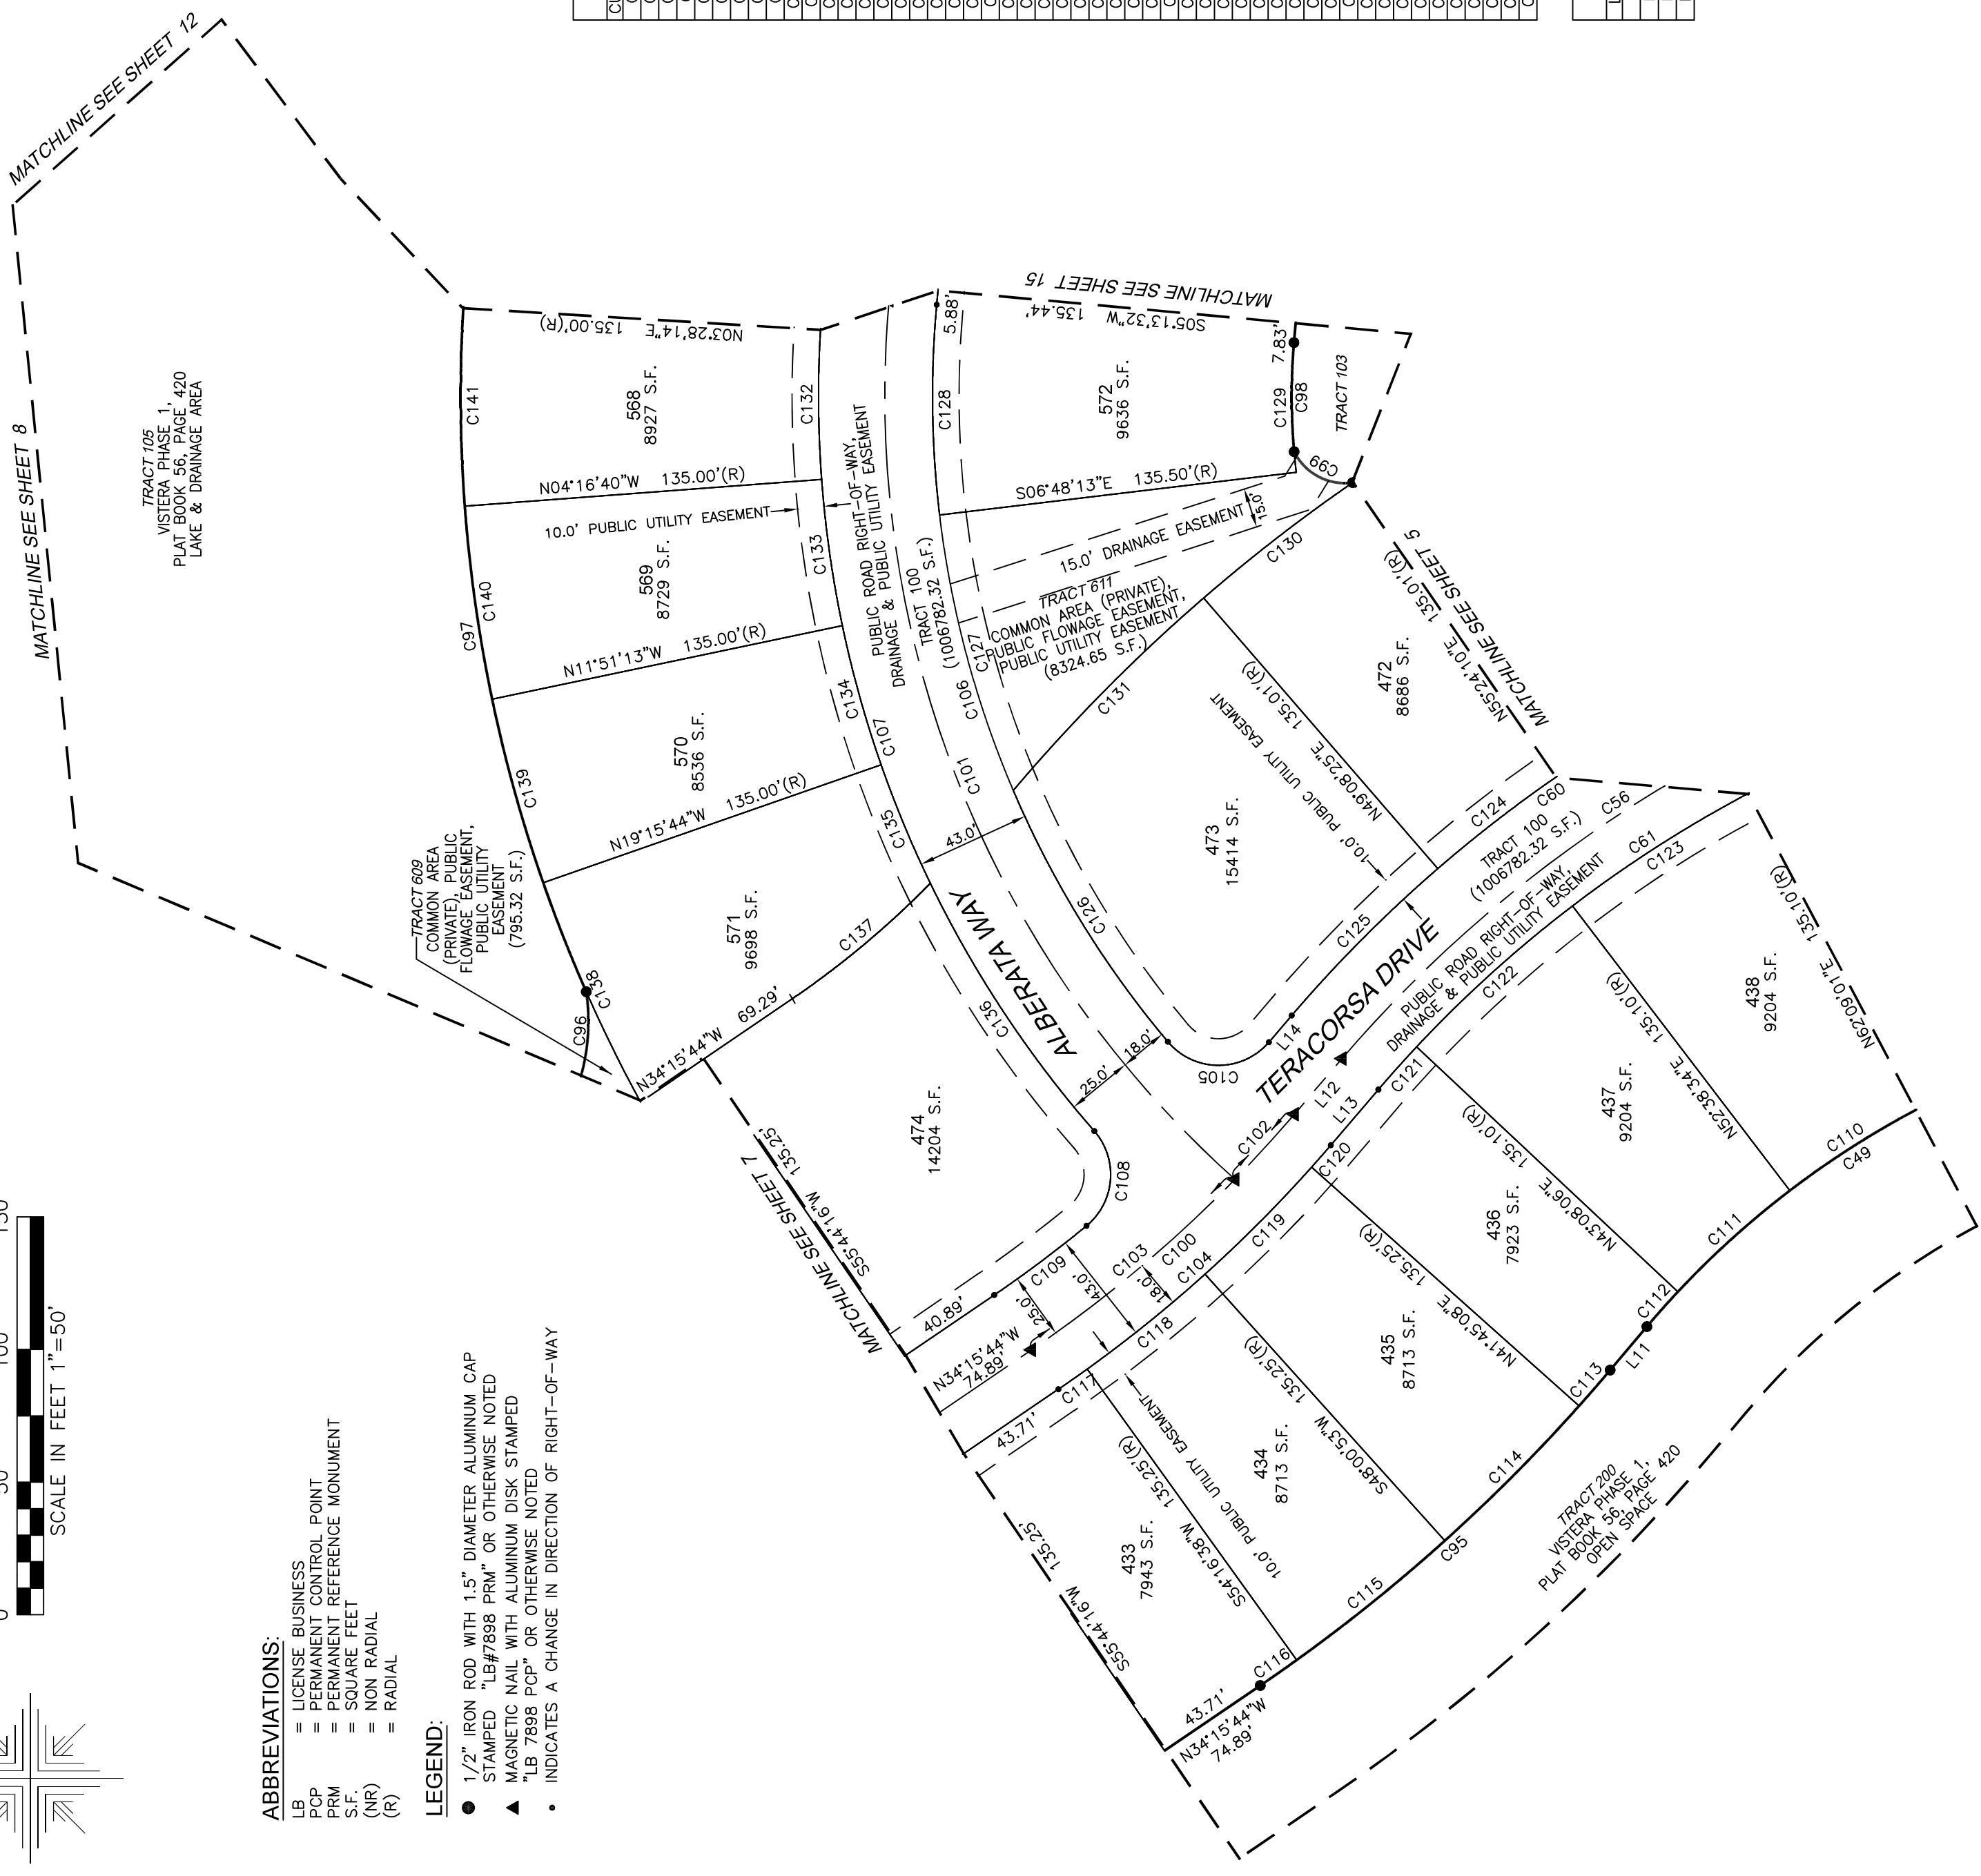 MATCHLINE SEE SHEET 12
MATCHLINE SEE SHEET 8
TRACT 105
VISTERA PHASE 1,
PLAT BOOK 56, PAGE 420
LAKE & DRAINAGE AREA
C141
N03°28'14"E 135.00'(R)
568
8927 S.F.
C132
N04°16'40"W 135.00'(R)
10.0' PUBLIC UTILITY EASEMENT
C97
C140
569
8729 S.F.
C133
N11°51'13"W 135.00'(R)
C139
570
8536 S.F.
C134
C107
N19°15'44"W 135.00'(R)
C135
571
9698 S.F.
C137
C138
C96
69.29'
N34°15'44"W
TRACT 609
COMMON AREA
(PRIVATE), PUBLIC
FLOWAGE EASEMENT,
PUBLIC UTILITY
EASEMENT
(795.32 S.F.)
PUBLIC ROAD RIGHT-OF-WAY,
DRAINAGE & PUBLIC UTILITY EASEMENT
TRACT 100
(1006782.32 S.F.)
C101
C106
C127
C128
5.88'
43.0'
ALBERATA WAY
C136
C126
25.0'
18.0'
MATCHLINE SEE SHEET 15
S05°13'32"W 135.44'
572
9636 S.F.
7.83'
C129
C98
TRACT 103
C99
S06°48'13"E 135.50'(R)
15.0' DRAINAGE EASEMENT
15.0'
TRACT 611
COMMON AREA (PRIVATE),
PUBLIC FLOWAGE EASEMENT,
PUBLIC UTILITY EASEMENT
(8324.65 S.F.)
C130
C131
472
8686 S.F.
N55°24'10"E 135.01'(R)
MATCHLINE SEE SHEET 5
N49°08'25"E 135.01'(R)
473
15414 S.F.
10.0' PUBLIC UTILITY EASEMENT
C124
C60
C56
C61
C123
C125
TRACT 100
(1006782.32 S.F.)
PUBLIC ROAD RIGHT-OF-WAY,
DRAINAGE & PUBLIC UTILITY EASEMENT
TERACORSA DRIVE
C105
L14
L12
C102
L13
C120
C121
C122
474
14204 S.F.
C108
MATCHLINE SEE SHEET 7
S55°44'16"W 135.25'
40.89'
C109
N34°15'44"W
74.89'
25.0'
43.0'
18.0'
C103
C100
C104
C119
C118
C117
43.71'
438
9204 S.F.
N62°09'01"E 135.10'(R)
437
9204 S.F.
N52°38'34"E 135.10'(R)
C110
C49
C111
436
7923 S.F.
N43°08'06"E 135.10'(R)
C112
L11
C113
N41°45'08"E 135.25'(R)
435
8713 S.F.
C114
S48°00'53"W 135.25'(R)
434
8713 S.F.
10.0' PUBLIC UTILITY EASEMENT
C95
C115
S54°16'38"W 135.25'(R)
433
7943 S.F.
C116
S55°44'16"W 135.25'
43.71'
N34°15'44"W
74.89'
TRACT 200
VISTERA PHASE 1,
PLAT BOOK 56, PAGE 420
OPEN SPACE
0 50 100 150
SCALE IN FEET 1"=50'
ABBREVIATIONS:
LB = LICENSE BUSINESS
PCP = PERMANENT CONTROL POINT
PRM = PERMANENT REFERENCE MONUMENT
S.F. = SQUARE FEET
(NR) = NON RADIAL
(R) = RADIAL
LEGEND:
1/2" IRON ROD WITH 1.5" DIAMETER ALUMINUM CAP
STAMPED "LB#7898 PRM" OR OTHERWISE NOTED
MAGNETIC NAIL WITH ALUMINUM DISK STAMPED
"LB 7898 PCP" OR OTHERWISE NOTED
INDICATES A CHANGE IN DIRECTION OF RIGHT-OF-WAY